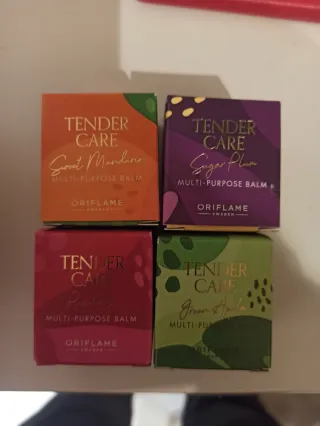 TENDER
CARE
Sweet Mandarin
MULTI-PURPOSE BALM
ORIFLAME
SWEDEN
TENDER
CARE
Sugar Plum
MULTI-PURPOSE BALM
ORIFLAME
SWEDEN
TENDER
CARE
MULTI-PURPOSE BALM
ORIFLAME
SWEDEN
TENDER
CARE
Green